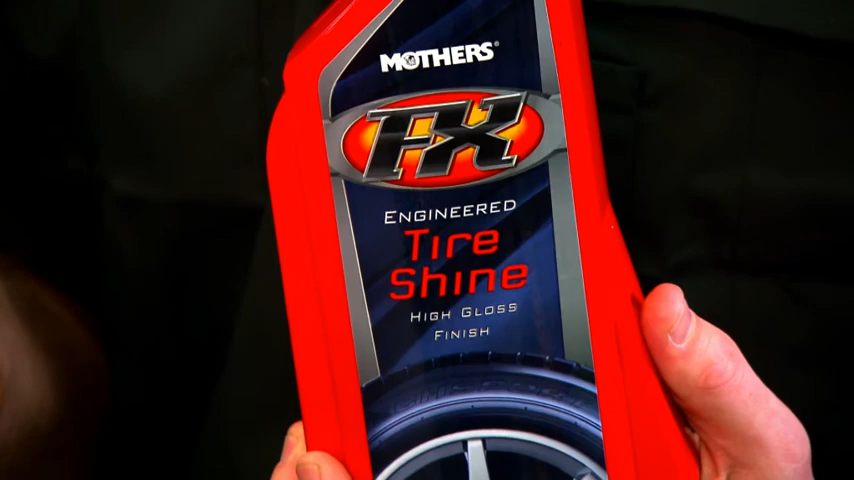 MOTHERS®
FX
ENGINEERED
Tire
Shine
HIGH GLOSS
FINISH